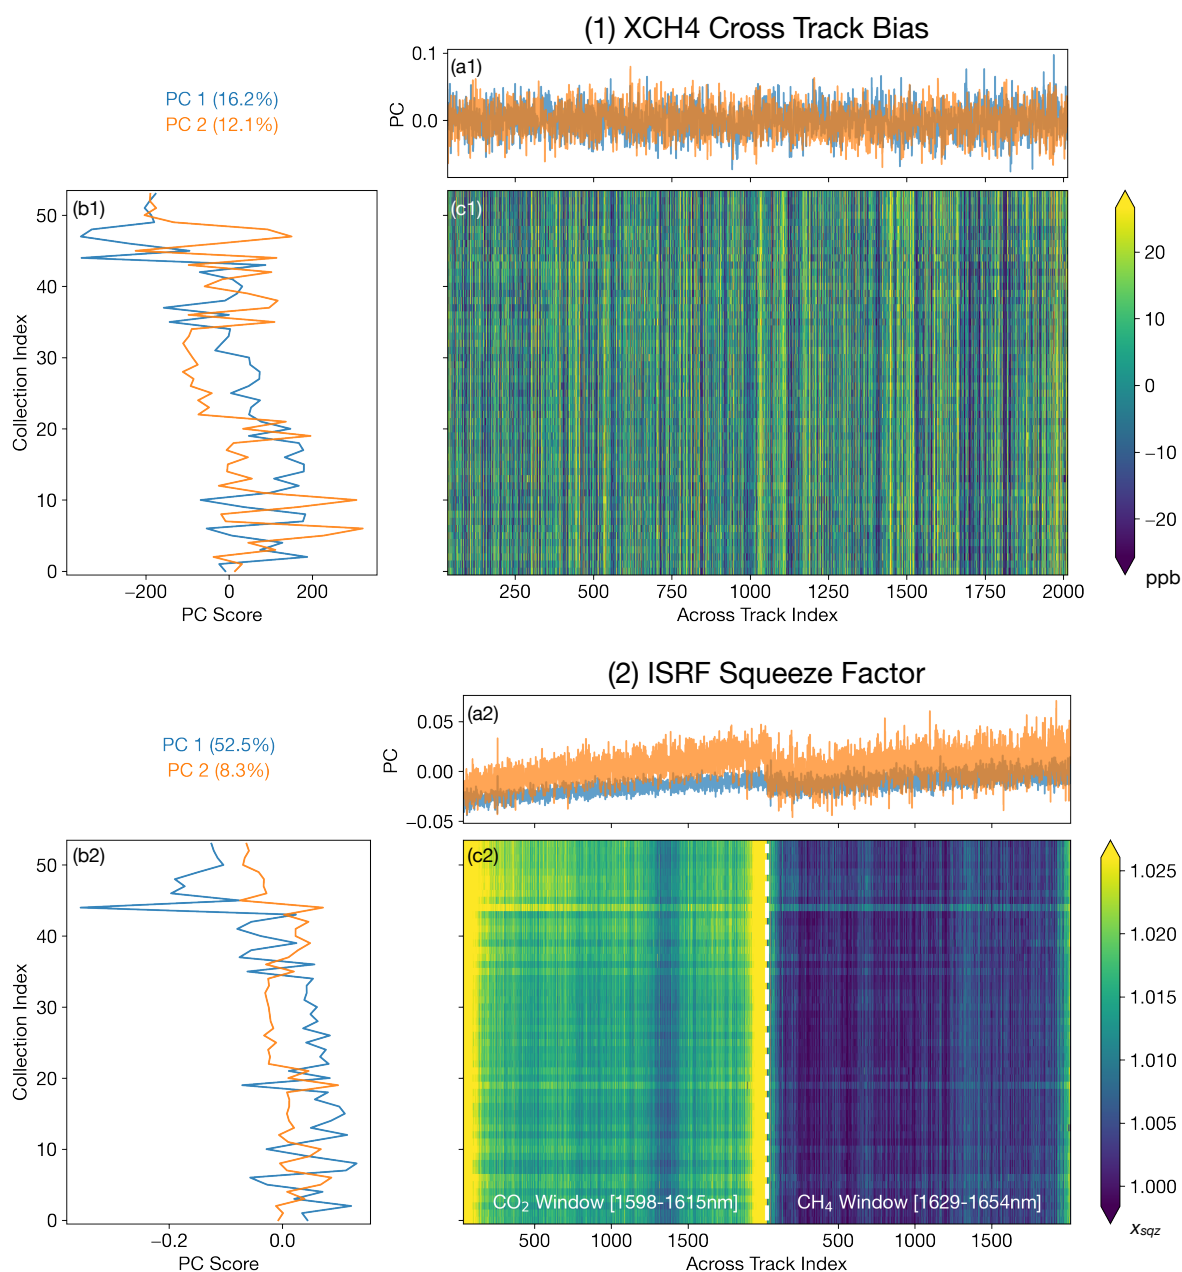 (1) XCH4 Cross Track Bias
PC 1 (16.2%)
PC 2 (12.1%)
(a1)
0.1
0.0
PC
(b1)
50
40
30
20
10
0
Collection Index
−200 0 200
PC Score
(c1)
250 500 750 1000 1250 1500 1750 2000
Across Track Index
20
10
0
−10
−20
ppb
(2) ISRF Squeeze Factor
PC 1 (52.5%)
PC 2 (8.3%)
(a2)
0.05
0.00
−0.05
PC
500 1000 1500
(b2)
50
40
30
20
10
0
Collection Index
−0.2 0.0
PC Score
(c2)
CO₂ Window [1598-1615nm] CH₄ Window [1629-1654nm]
500 1000 1500 500 1000 1500
Across Track Index
1.025
1.020
1.015
1.010
1.005
1.000
x_sqz